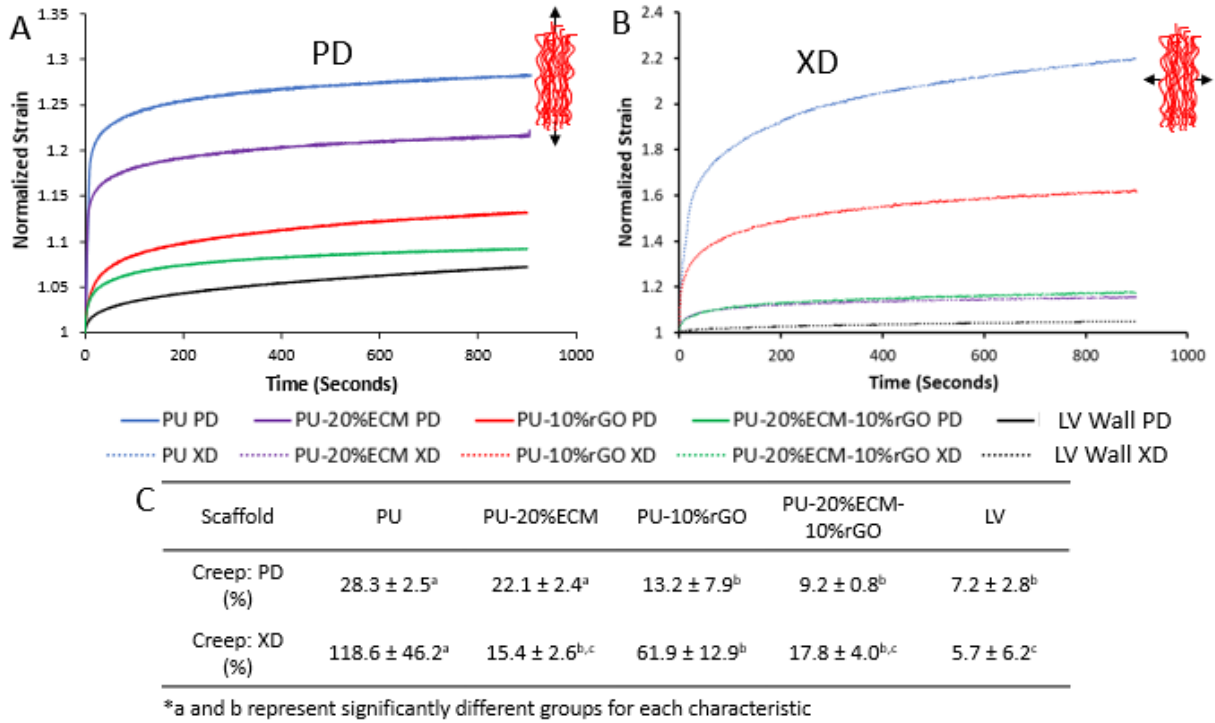 A
PD
1.35
1.3
1.25
1.2
1.15
1.1
1.05
1
Normalized Strain
0
200
400
600
800
1000
Time (Seconds)
B
XD
2.4
2.2
2
1.8
1.6
1.4
1.2
1
Normalized Strain
0
200
400
600
800
1000
Time (Seconds)
PU PD PU-20%ECM PD PU-10%rGO PD PU-20%ECM-10%rGO PD LV Wall PD
PU XD PU-20%ECM XD PU-10%rGO XD PU-20%ECM-10%rGO XD LV Wall XD
C
Scaffold PU PU-20%ECM PU-10%rGO PU-20%ECM-
10%rGO LV
Creep: PD
(%) 28.3 ± 2.5ᵃ 22.1 ± 2.4ᵃ 13.2 ± 7.9ᵇ 9.2 ± 0.8ᵇ 7.2 ± 2.8ᵇ
Creep: XD
(%) 118.6 ± 46.2ᵃ 15.4 ± 2.6ᵇ,ᶜ 61.9 ± 12.9ᵇ 17.8 ± 4.0ᵇ,ᶜ 5.7 ± 6.2ᶜ
*a and b represent significantly different groups for each characteristic